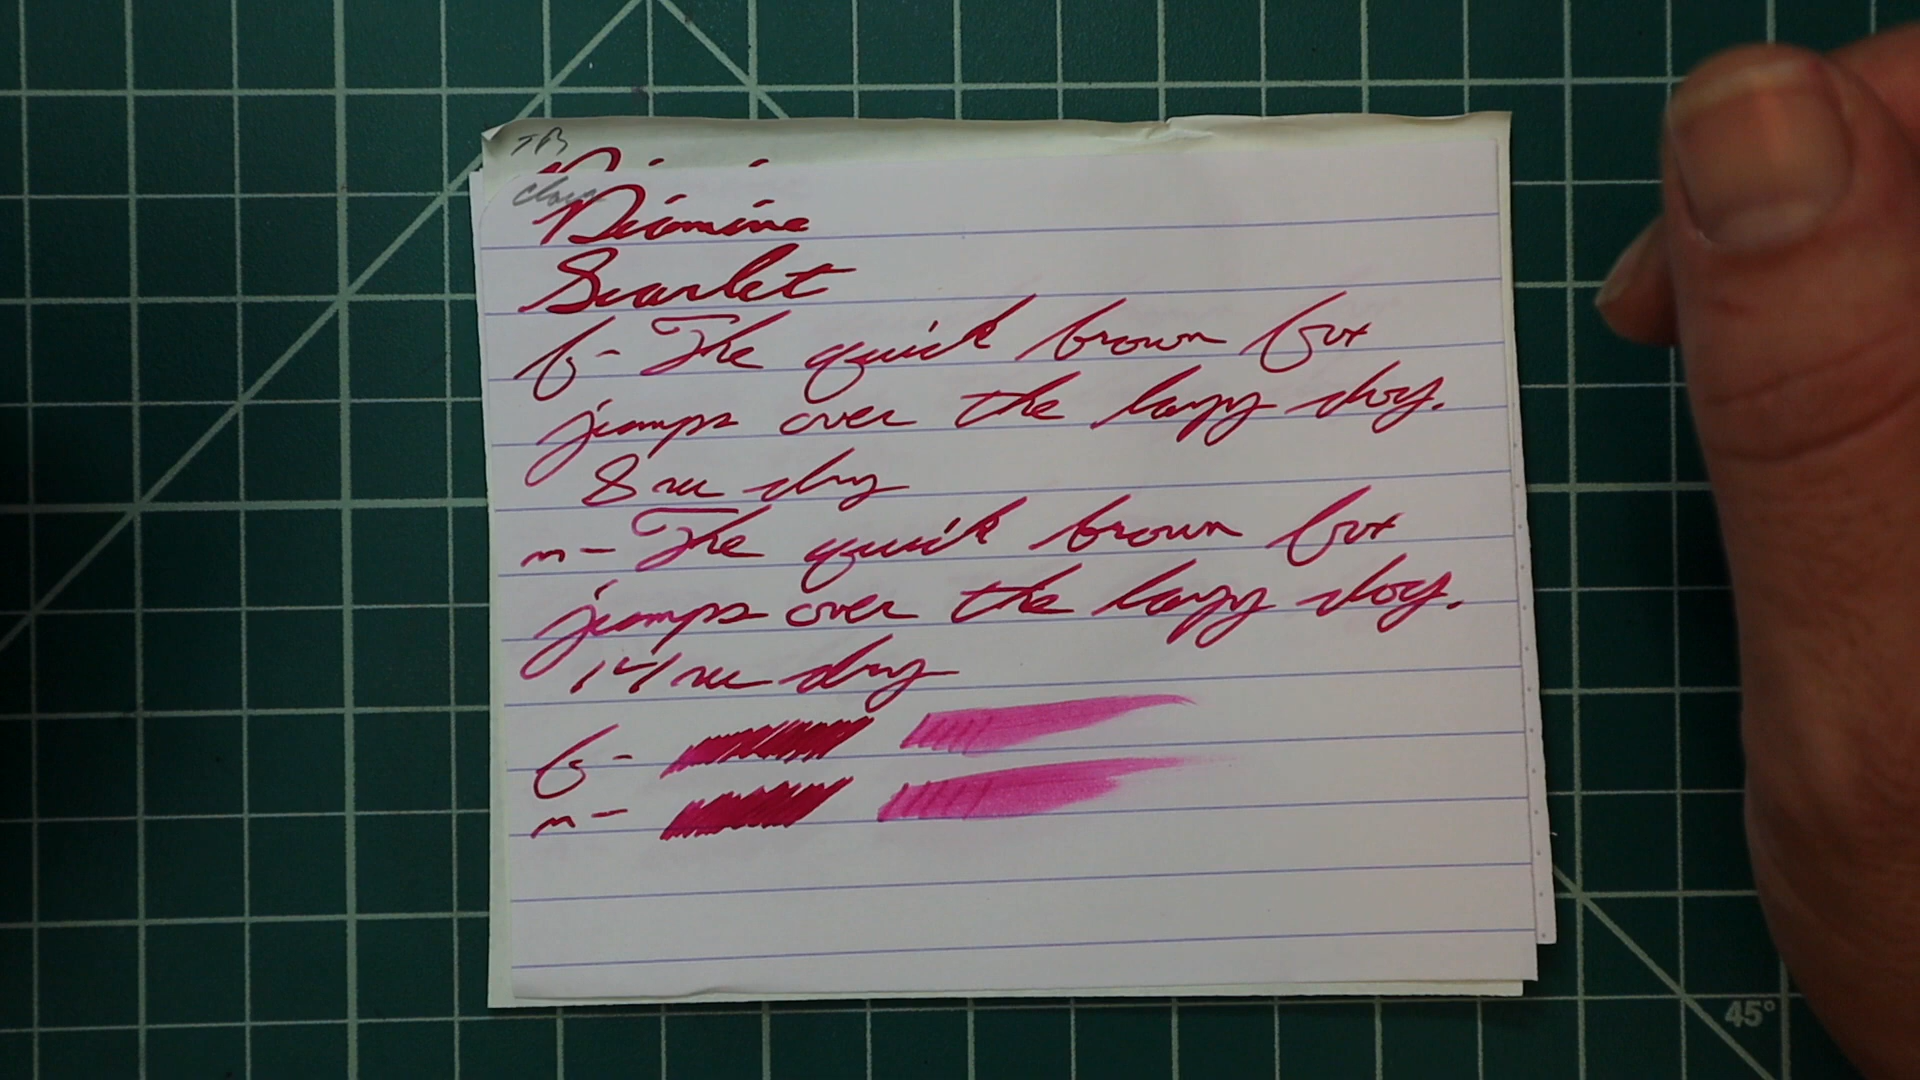 Diamine
Scarlet
f- The quick brown fox
jumps over the lazy dog.
8 sec dry
m- The quick brown fox
jumps over the lazy dog.
14 sec dry
f-
m-
45°